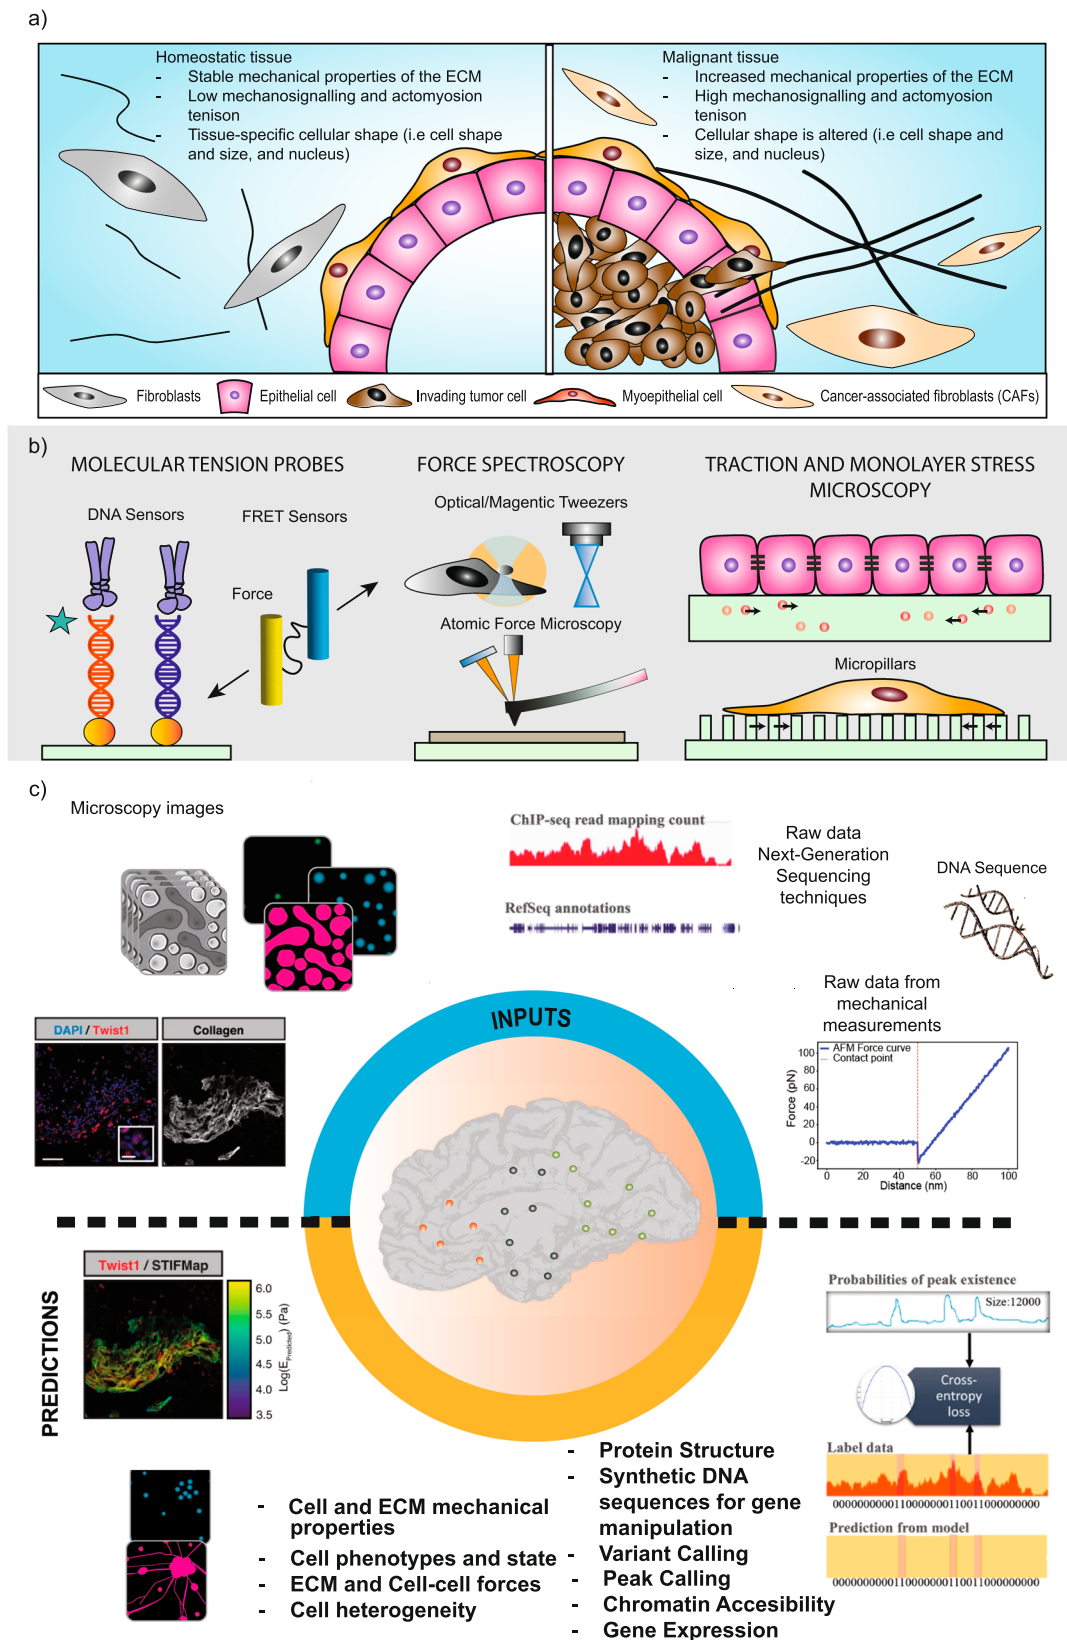 a)
Homeostatic tissue
- Stable mechanical properties of the ECM
- Low mechanosignalling and actomyosion
tenison
- Tissue-specific cellular shape (i.e cell shape
and size, and nucleus)
Malignant tissue
- Increased mechanical properties of the ECM
- High mechanosignalling and actomyosion
tenison
- Cellular shape is altered (i.e cell shape and
size, and nucleus)
Fibroblasts
Epithelial cell
Invading tumor cell
Myoepithelial cell
Cancer-associated fibroblasts (CAFs)
b)
MOLECULAR TENSION PROBES
DNA Sensors
FRET Sensors
Force
FORCE SPECTROSCOPY
Optical/Magentic Tweezers
Atomic Force Microscopy
TRACTION AND MONOLAYER STRESS
MICROSCOPY
Micropillars
c)
Microscopy images
ChIP-seq read mapping count
RefSeq annotations
Raw data
Next-Generation
Sequencing
techniques
DNA Sequence
DAPI / Twist1
Collagen
INPUTS
Raw data from
mechanical
measurements
AFM Force curve
Contact point
Force (pN)
100
80
60
40
20
0
-20
0 20 40 60 80 100
Distance (nm)
PREDICTIONS
Twist1 / STIFMap
6.0
5.5
5.0
4.5
4.0
3.5
Log(E Predicted) (Pa)
Probabilities of peak existence
Size:12000
Cross-
entropy
loss
Label data
000000000011000000001100110000000000
Prediction from model
000000000011000000001100110000000000
- Cell and ECM mechanical
properties
- Cell phenotypes and state
- ECM and Cell-cell forces
- Cell heterogeneity
- Protein Structure
- Synthetic DNA
sequences for gene
manipulation
- Variant Calling
- Peak Calling
- Chromatin Accesibility
- Gene Expression